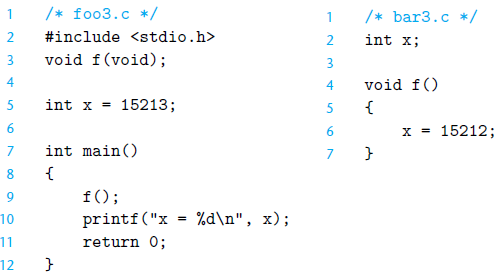 1 /* foo3.c */
2 #include <stdio.h>
3 void f(void);
4
5 int x = 15213;
6
7 int main()
8 {
9 f();
10 printf("x = %d\n", x);
11 return 0;
12 }
1 /* bar3.c */
2 int x;
3
4 void f()
5 {
6 x = 15212;
7 }